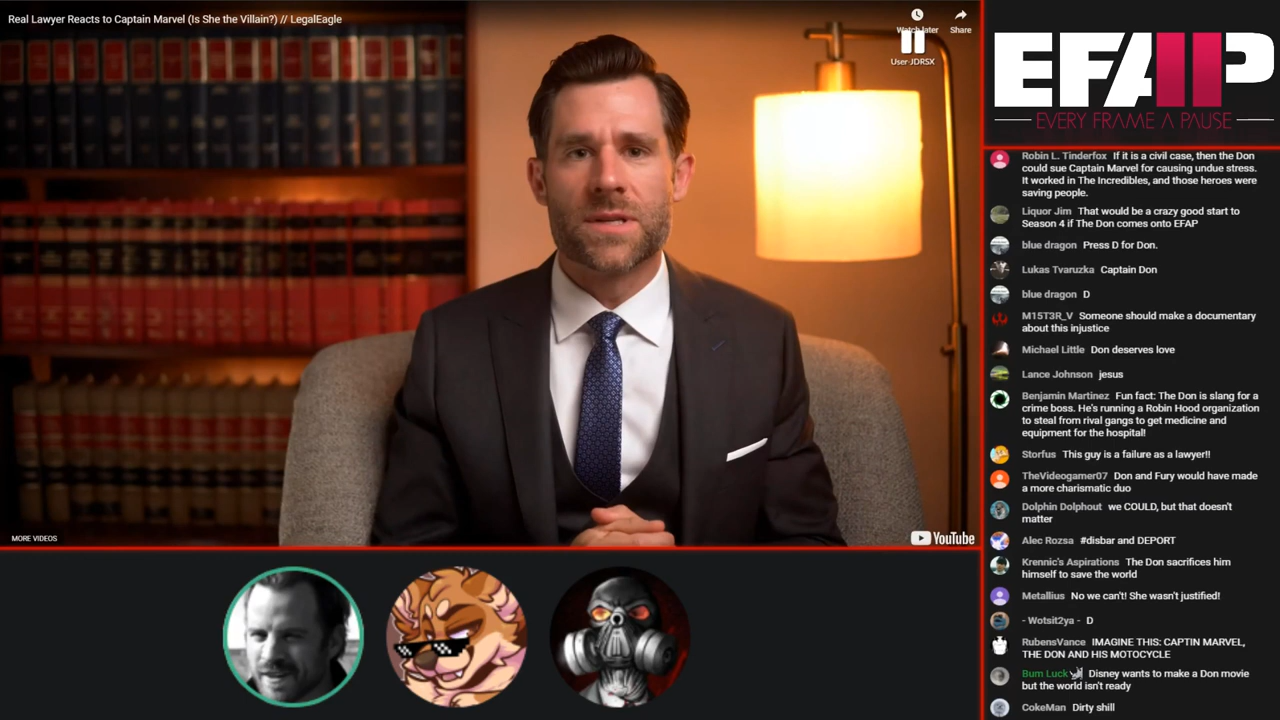 Real Lawyer Reacts to Captain Marvel (Is She the Villain?) // LegalEagle
Watch later
Share
User-JDRSX
MORE VIDEOS
YouTube
EFAP
EVERY FRAME A PAUSE
Robin L. Tinderfox If it is a civil case, then the Don
could sue Captain Marvel for causing undue stress.
It worked in The Incredibles, and those heroes were
saving people.
Liquor Jim That would be a crazy good start to
Season 4 if The Don comes onto EFAP
blue dragon Press D for Don.
Lukas Tvaruzka Captain Don
blue dragon D
M15T3R_V Someone should make a documentary
about this injustice
Michael Little Don deserves love
Lance Johnson jesus
Benjamin Martinez Fun fact: The Don is slang for a
crime boss. He's running a Robin Hood organization
to steal from rival gangs to get medicine and
equipment for the hospital!
Storfus This guy is a failure as a lawyer!!
TheVideogamer07 Don and Fury would have made
a more charismatic duo
Dolphin Dolphout we COULD, but that doesn't
matter
Alec Rozsa #disbar and DEPORT
Krennic's Aspirations The Don sacrifices him
himself to save the world
Metallius No we can't! She wasn't justified!
- Wotsit2ya - D
RubensVance IMAGINE THIS: CAPTIN MARVEL,
THE DON AND HIS MOTOCYCLE
Bum Luck Disney wants to make a Don movie
but the world isn't ready
CokeMan Dirty shill